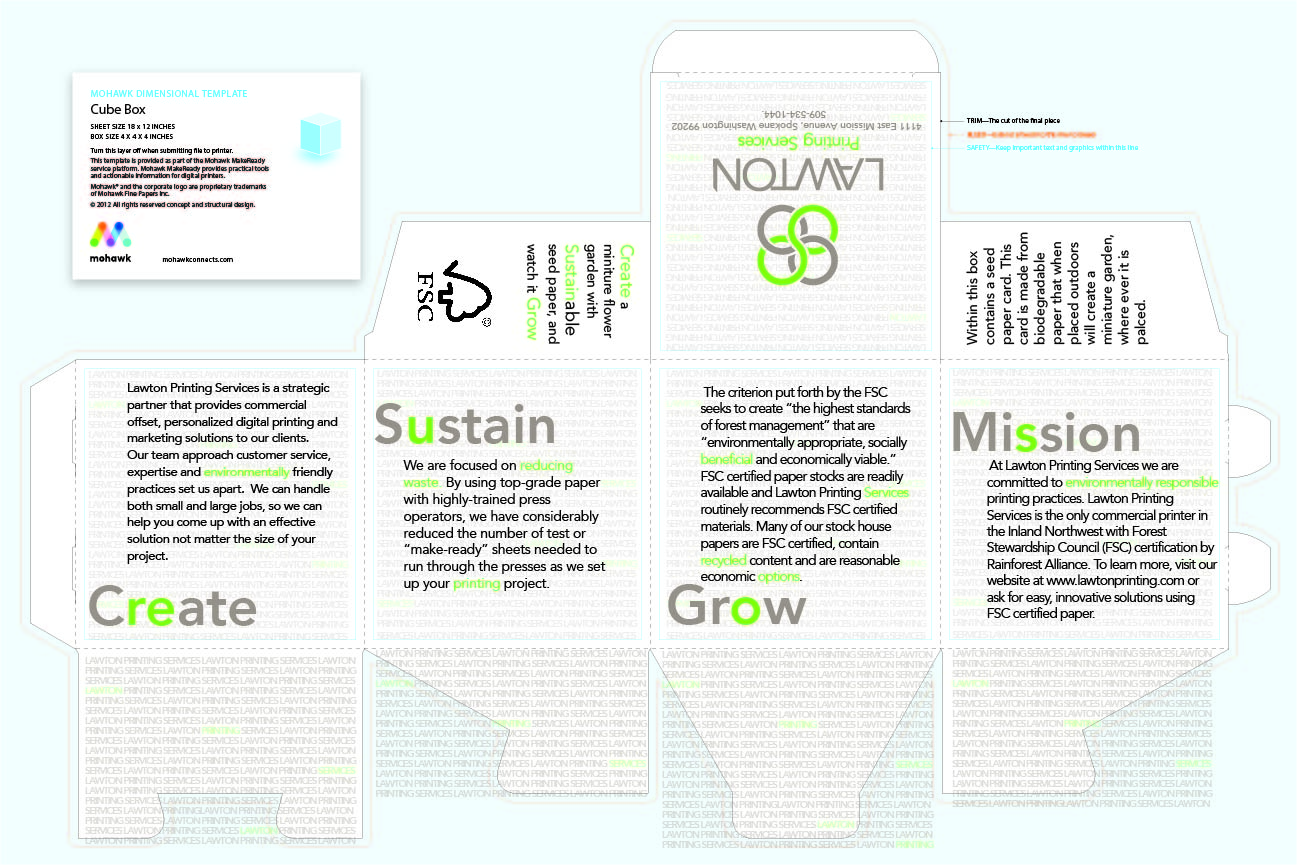 MOHAWK DIMENSIONAL TEMPLATE
Cube Box
SHEET SIZE 18 x 12 INCHES
BOX SIZE 4 X 4 X 4 INCHES
Turn this layer off when submitting file to printer.
This template is provided as part of the Mohawk MakeReady
service platform. Mohawk MakeReady provides practical tools
and actionable information for digital printers.
Mohawk® and the corporate logo are proprietary trademarks
of Mohawk Fine Papers Inc.
© 2012 All rights reserved concept and structural design.
mohawk
mohawkconnects.com
4111 East Mission Avenue, Spokane Washington 99202
509-534-1044
Printing Services
LAWTON
TRIM—The cut of the final piece
SAFETY—Keep important text and graphics within this line
FSC
©
Create a
miniture flower
garden with
Sustainable
seed paper, and
watch it Grow
Within this box
contains a seed
paper card. This
card is made from
biodegradable
paper that when
placed outdoors
will create a
miniature garden,
where ever it is
palced.
Lawton Printing Services is a strategic
partner that provides commercial
offset, personalized digital printing and
marketing solutions to our clients.
Our team approach customer service,
expertise and environmentally friendly
practices set us apart. We can handle
both small and large jobs, so we can
help you come up with an effective
solution not matter the size of your
project.
Create
Sustain
We are focused on reducing
waste. By using top-grade paper
with highly-trained press
operators, we have considerably
reduced the number of test or
“make-ready” sheets needed to
run through the presses as we set
up your printing project.
The criterion put forth by the FSC
seeks to create “the highest standards
of forest management” that are
“environmentally appropriate, socially
beneficial and economically viable.”
FSC certified paper stocks are readily
available and Lawton Printing Services
routinely recommends FSC certified
materials. Many of our stock house
papers are FSC certified, contain
recycled content and are reasonable
economic options.
Grow
Mission
At Lawton Printing Services we are
committed to environmentally responsible
printing practices. Lawton Printing
Services is the only commercial printer in
the Inland Northwest with Forest
Stewardship Council (FSC) certification by
Rainforest Alliance. To learn more, visit our
website at www.lawtonprinting.com or
ask for easy, innovative solutions using
FSC certified paper.
LAWTON PRINTING SERVICES LAWTON PRINTING SERVICES LAWTON